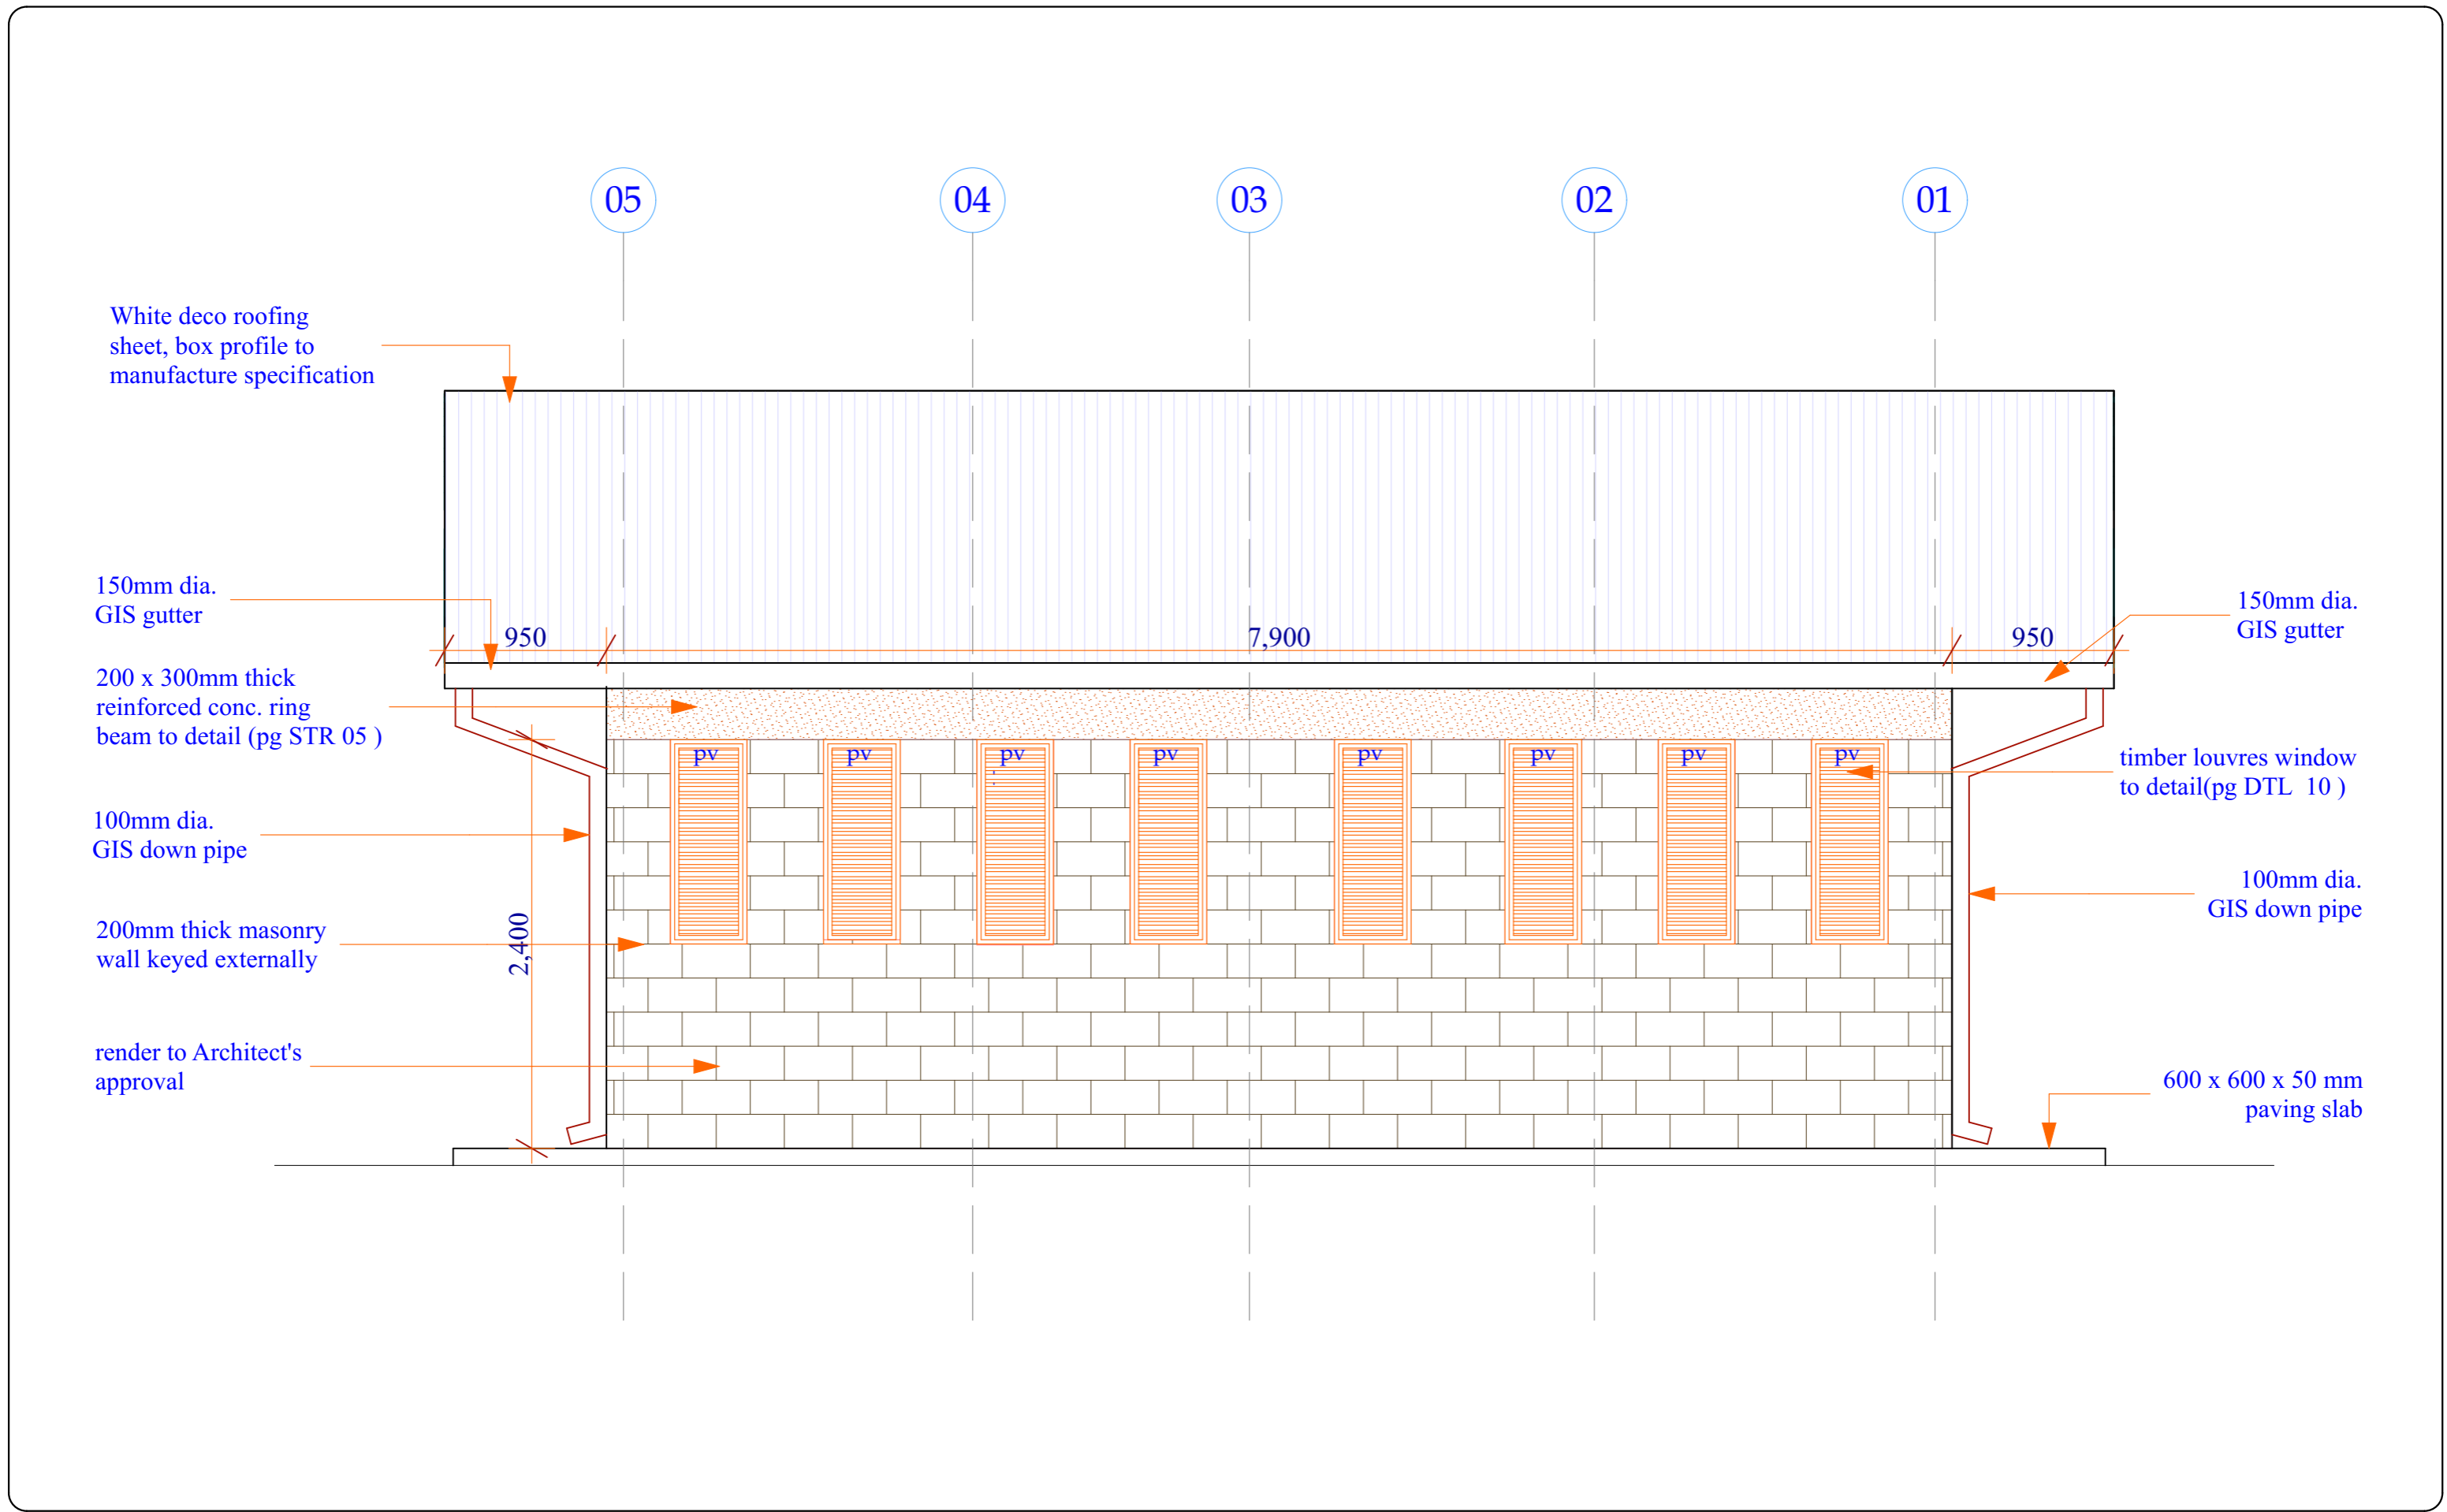 05
04
03
02
01
White deco roofing
sheet, box profile to
manufacture specification
150mm dia.
GIS gutter
150mm dia.
GIS gutter
950
7,900
950
200 x 300mm thick
reinforced conc. ring
beam to detail (pg STR 05 )
pv
pv
pv
pv
pv
pv
pv
pv
timber louvres window
to detail(pg DTL 10 )
100mm dia.
GIS down pipe
100mm dia.
GIS down pipe
2,400
200mm thick masonry
wall keyed externally
render to Architect's
approval
600 x 600 x 50 mm
paving slab